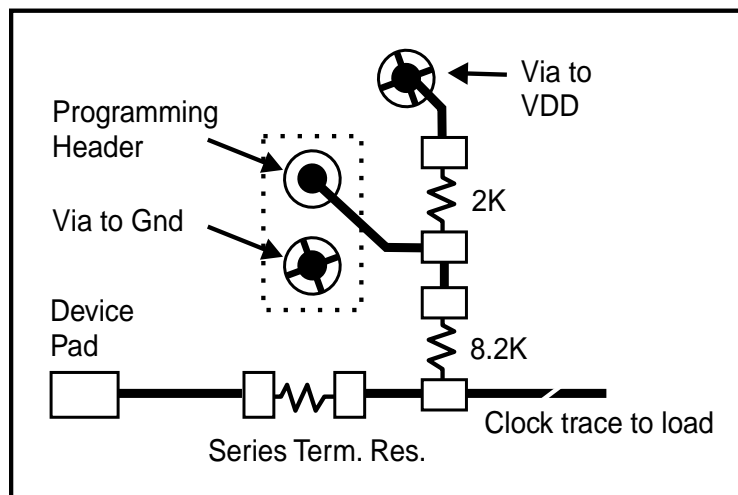 Via to
VDD
Programming
Header
2K
Via to Gnd
Device
Pad
8.2K
Clock trace to load
Series Term. Res.